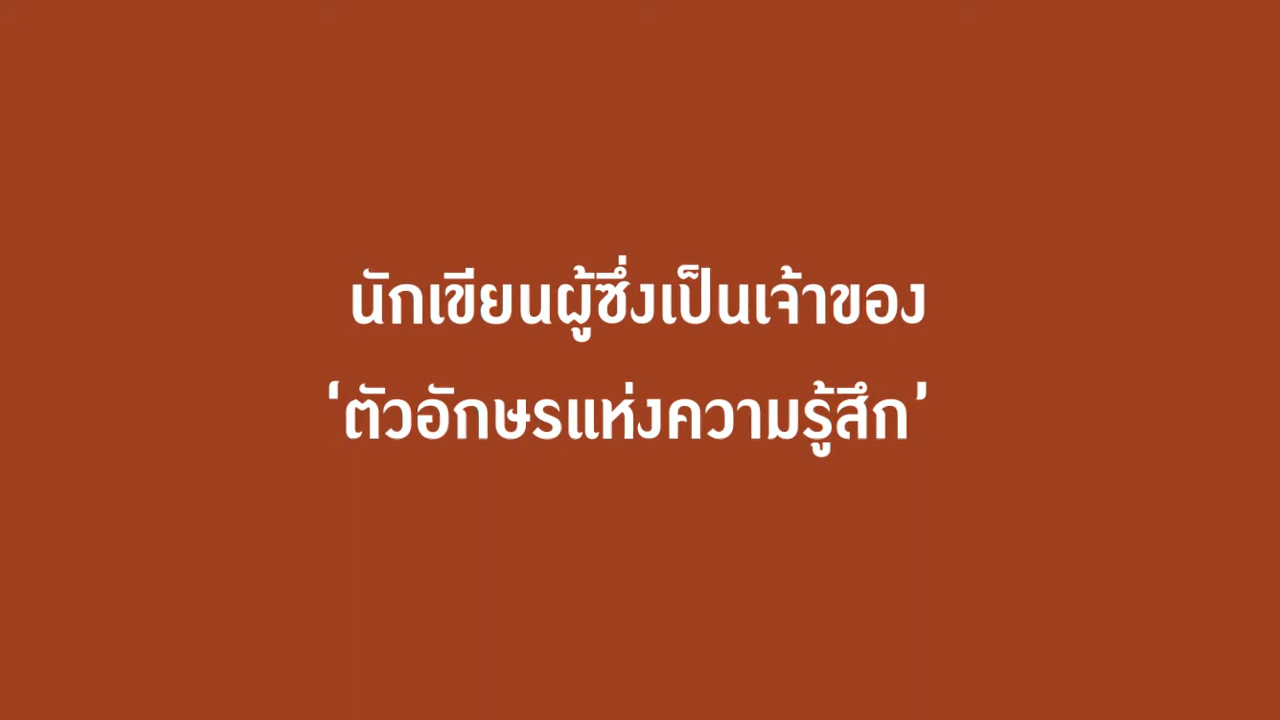 นักเขียนผู้ซึ่งเป็นเจ้าของ
‘ตัวอักษรแห่งความรู้สึก’